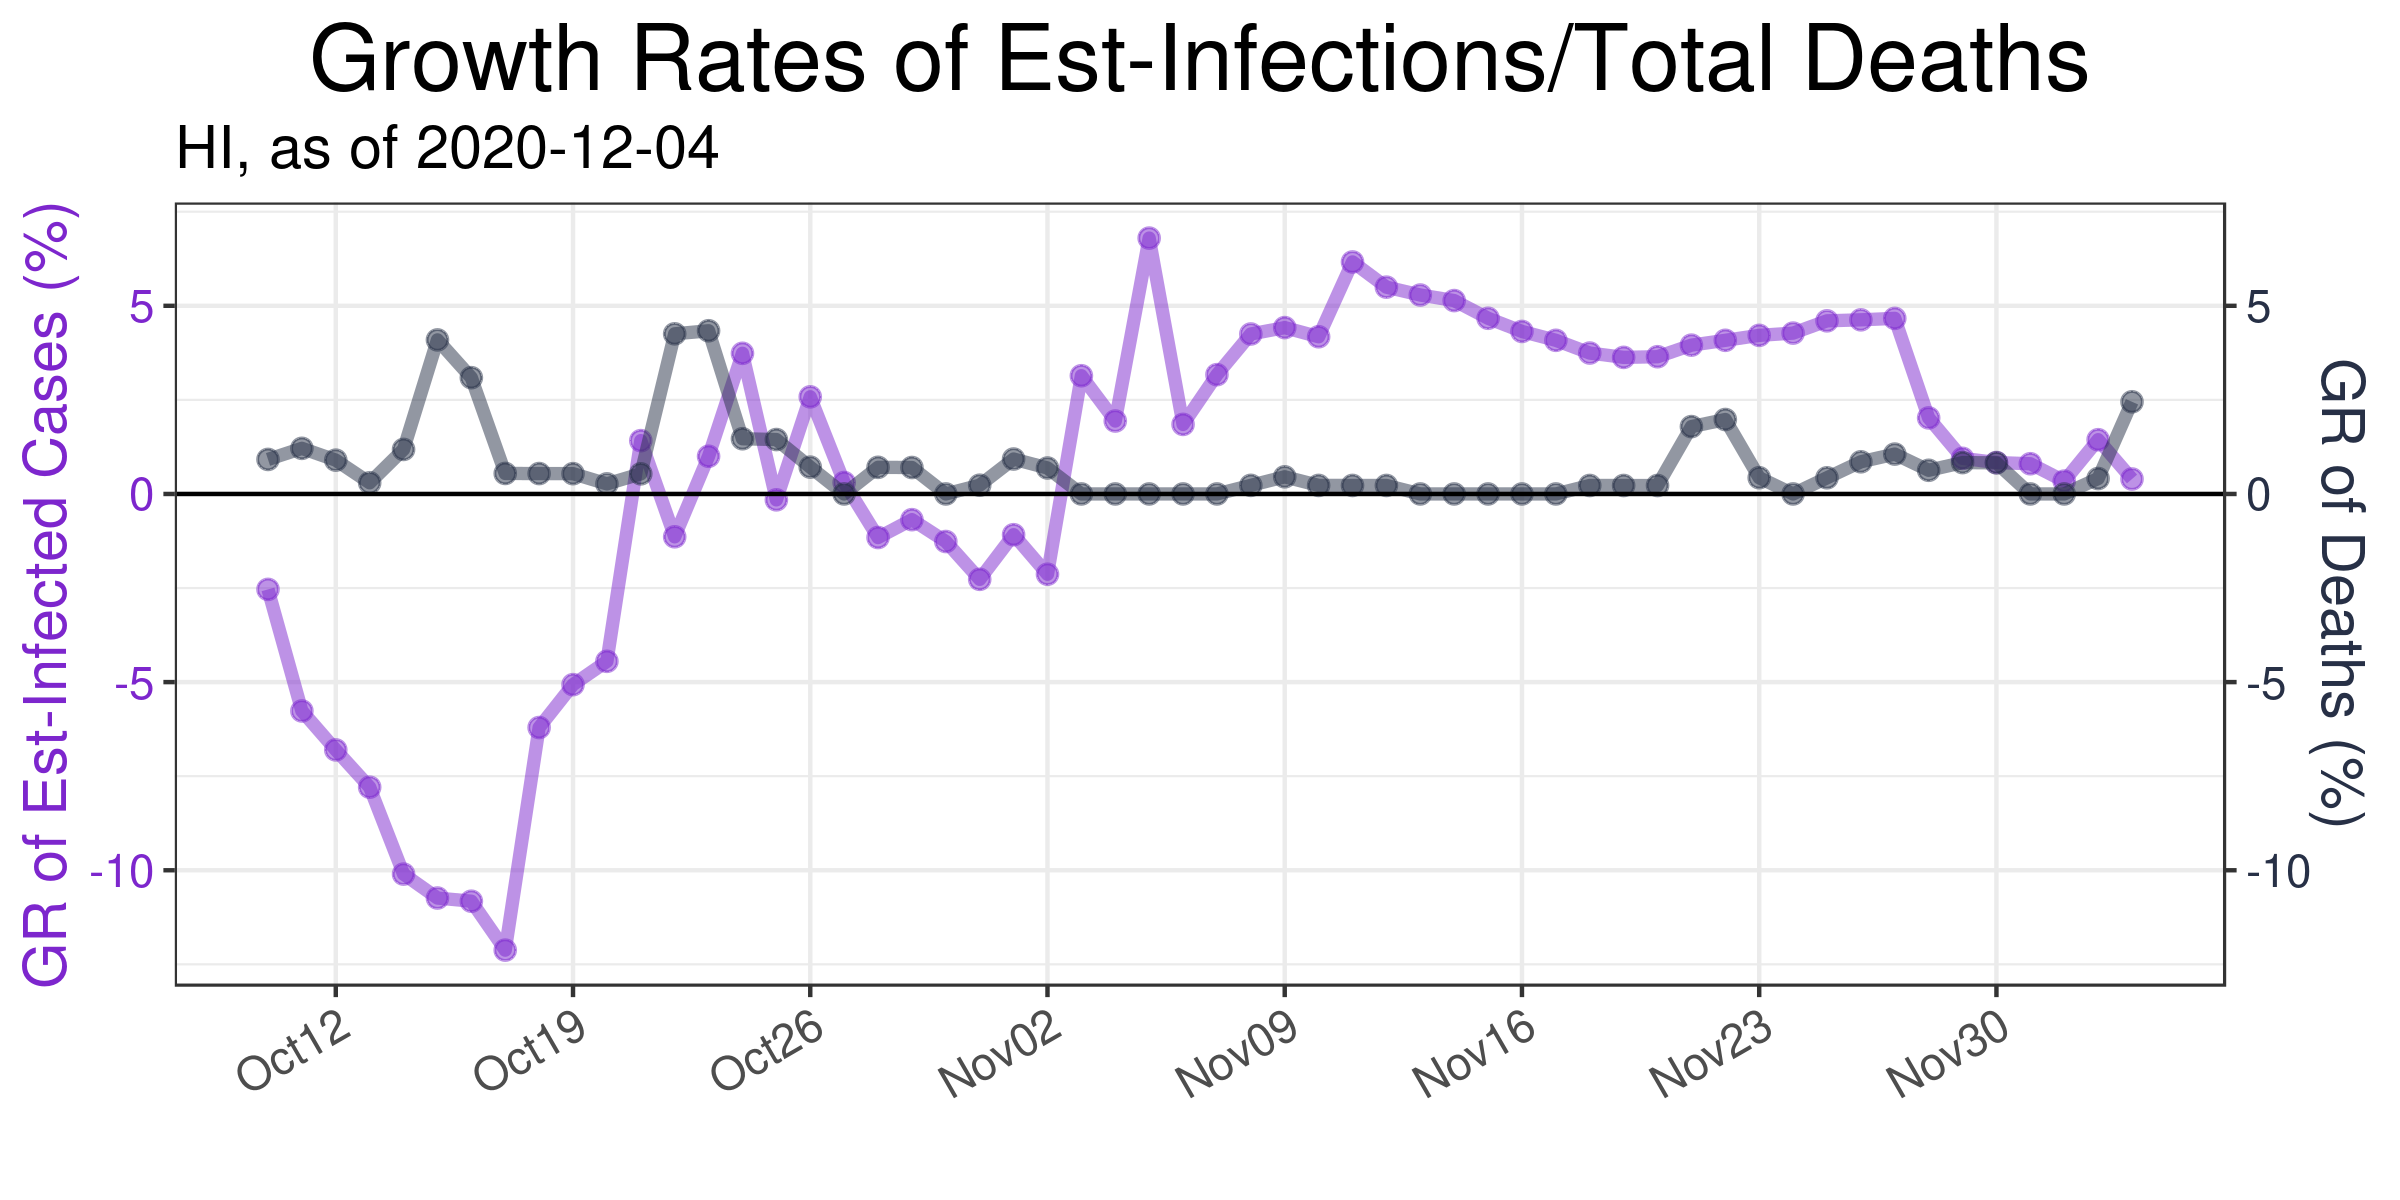 Growth Rates of Est-Infections/Total Deaths
HI, as of 2020-12-04
GR of Est-Infected Cases (%)
5
0
-5
-10
5
0
-5
-10
GR of Deaths (%)
Oct12
Oct19
Oct26
Nov02
Nov09
Nov16
Nov23
Nov30